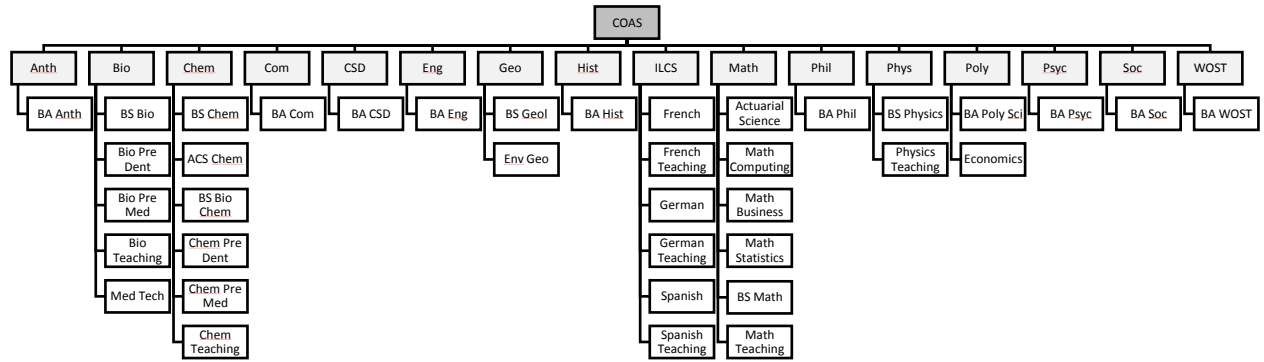 COAS
Anth
Bio
Chem
Com
CSD
Eng
Geo
Hist
ILCS
Math
Phil
Phys
Poly
Psyc
Soc
WOST
BA Anth
BS Bio
Bio Pre
Dent
Bio Pre
Med
Bio
Teaching
Med Tech
BS Chem
ACS Chem
BS Bio
Chem
Chem Pre
Dent
Chem Pre
Med
Chem
Teaching
BA Com
BA CSD
BA Eng
BS Geol
Env Geo
BA Hist
French
French
Teaching
German
German
Teaching
Spanish
Spanish
Teaching
Actuarial
Science
Math
Computing
Math
Business
Math
Statistics
BS Math
Math
Teaching
BA Phil
BS Physics
Physics
Teaching
BA Poly Sci
Economics
BA Psyc
BA Soc
BA WOST